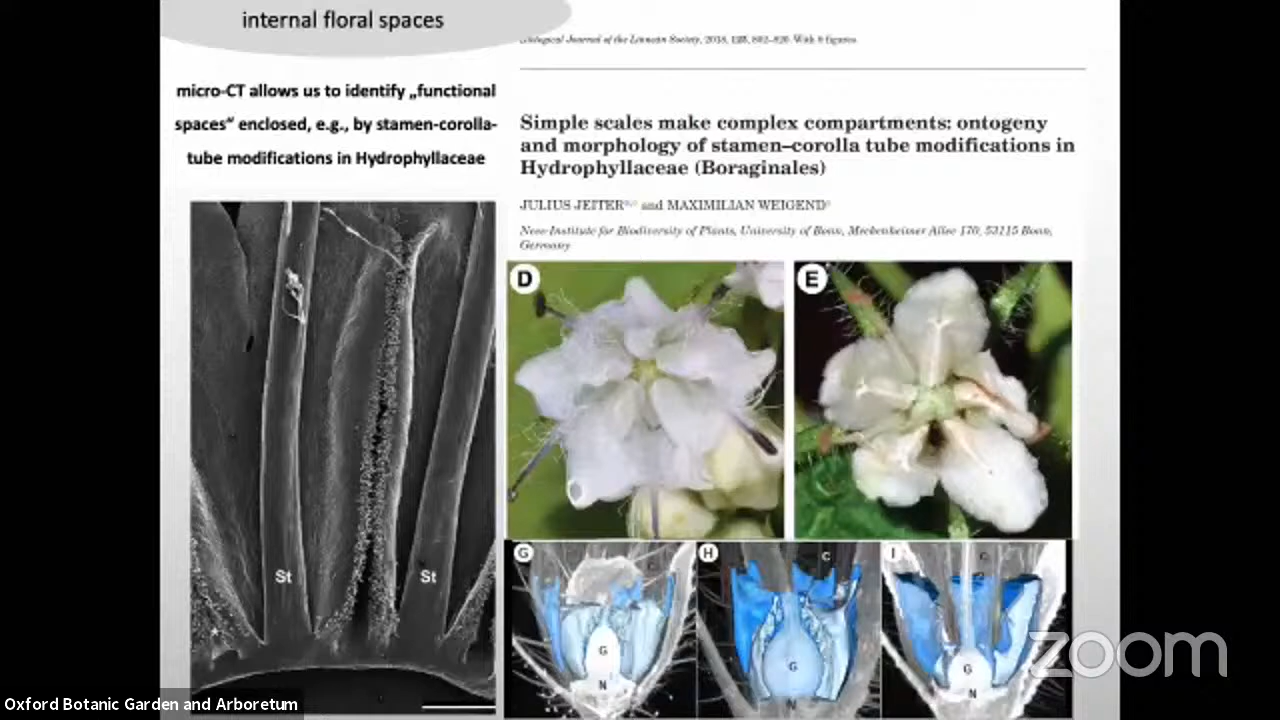 internal floral spaces
micro-CT allows us to identify „functional
spaces“ enclosed, e.g., by stamen-corolla-
tube modifications in Hydrophyllaceae
Biological Journal of the Linnean Society, 2018, 125, 802–820. With 9 figures.
Simple scales make complex compartments: ontogeny
and morphology of stamen–corolla tube modifications in
Hydrophyllaceae (Boraginales)
JULIUS JEITER and MAXIMILIAN WEIGEND
Nees-Institute for Biodiversity of Plants, University of Bonn, Meckenheimer Allee 170, 53115 Bonn,
Germany
D
E
St
St
G
C
G
N
H
C
G
N
I
C
G
N
zoom
Oxford Botanic Garden and Arboretum